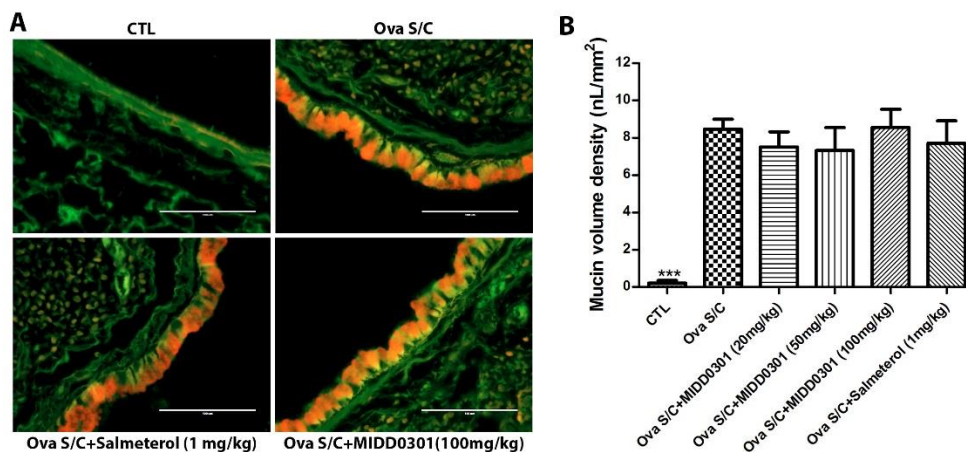 A
CTL
Ova S/C
Ova S/C+Salmeterol (1 mg/kg)
Ova S/C+MIDD0301(100mg/kg)
B
Mucin volume density (nL/mm²)
12
10
8
6
4
2
0
***
CTL
Ova S/C
Ova S/C+MIDD0301 (20mg/kg)
Ova S/C+MIDD0301 (50mg/kg)
Ova S/C+MIDD0301 (100mg/kg)
Ova S/C+Salmeterol (1mg/kg)